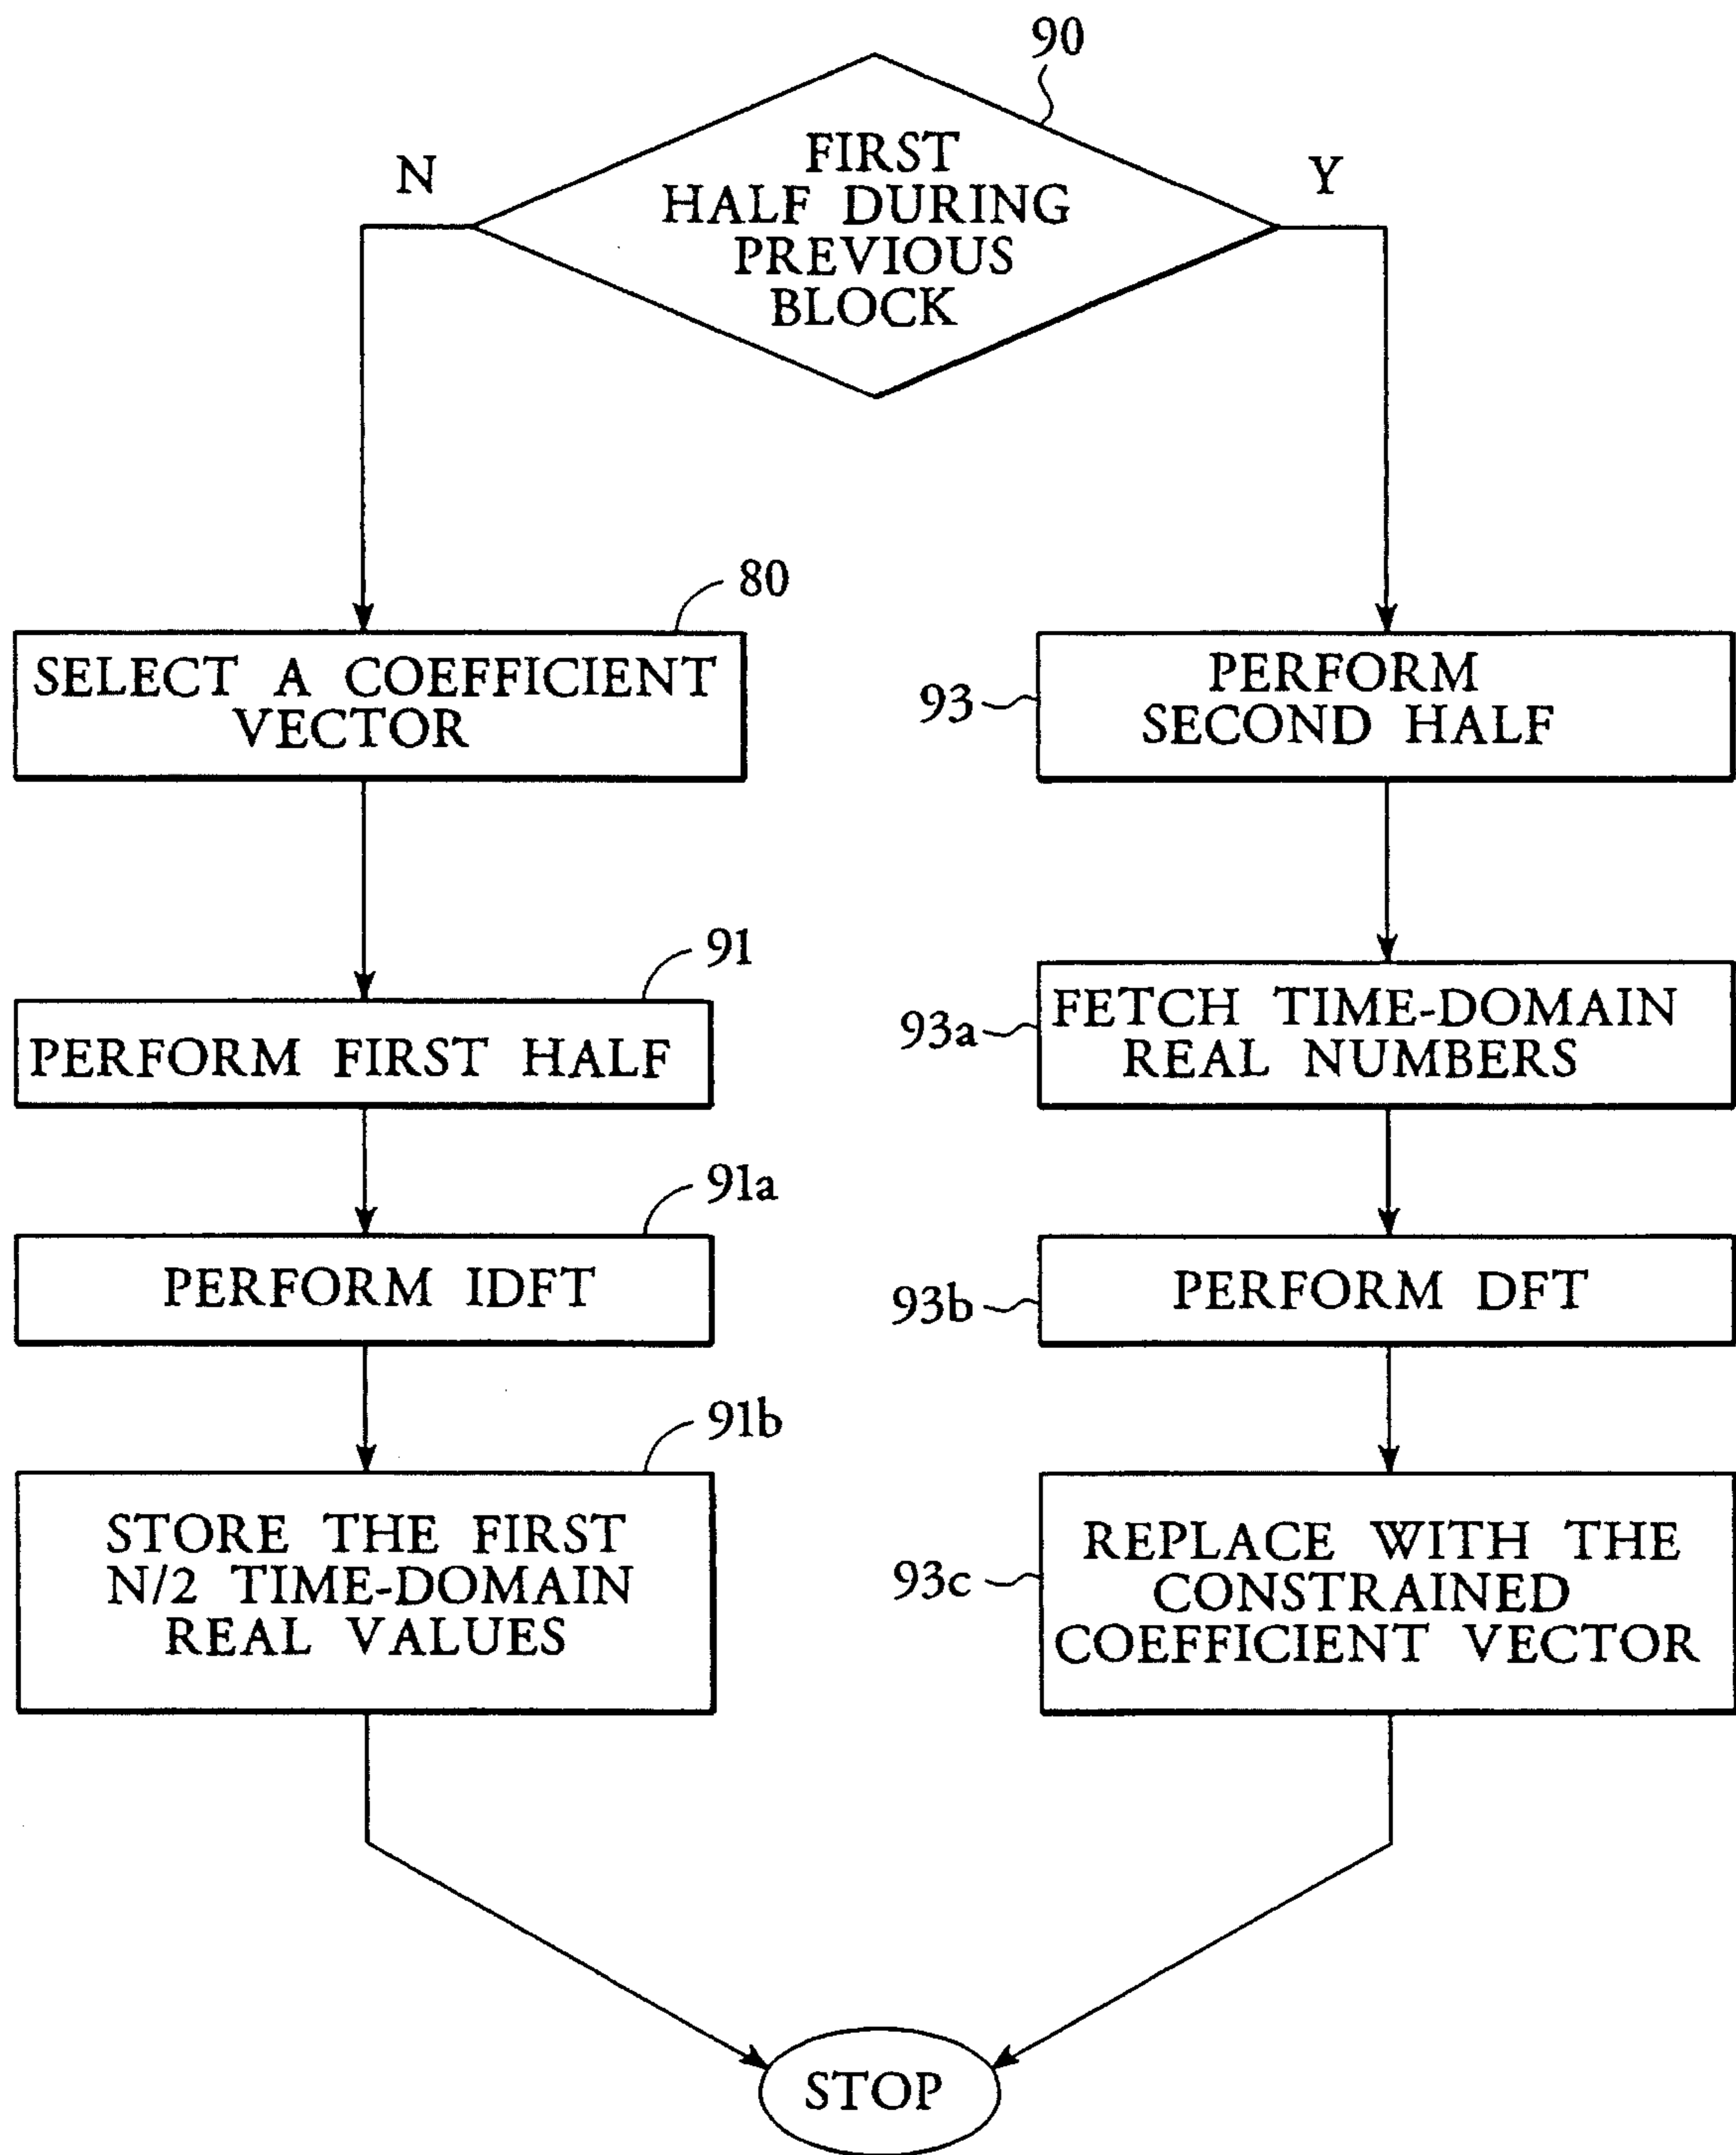 90
FIRST
HALF DURING
PREVIOUS
BLOCK
N
Y
80
SELECT A COEFFICIENT
VECTOR
93
PERFORM
SECOND HALF
91
PERFORM FIRST HALF
93a
FETCH TIME-DOMAIN
REAL NUMBERS
91a
PERFORM IDFT
93b
PERFORM DFT
91b
STORE THE FIRST
N/2 TIME-DOMAIN
REAL VALUES
93c
REPLACE WITH THE
CONSTRAINED
COEFFICIENT VECTOR
STOP